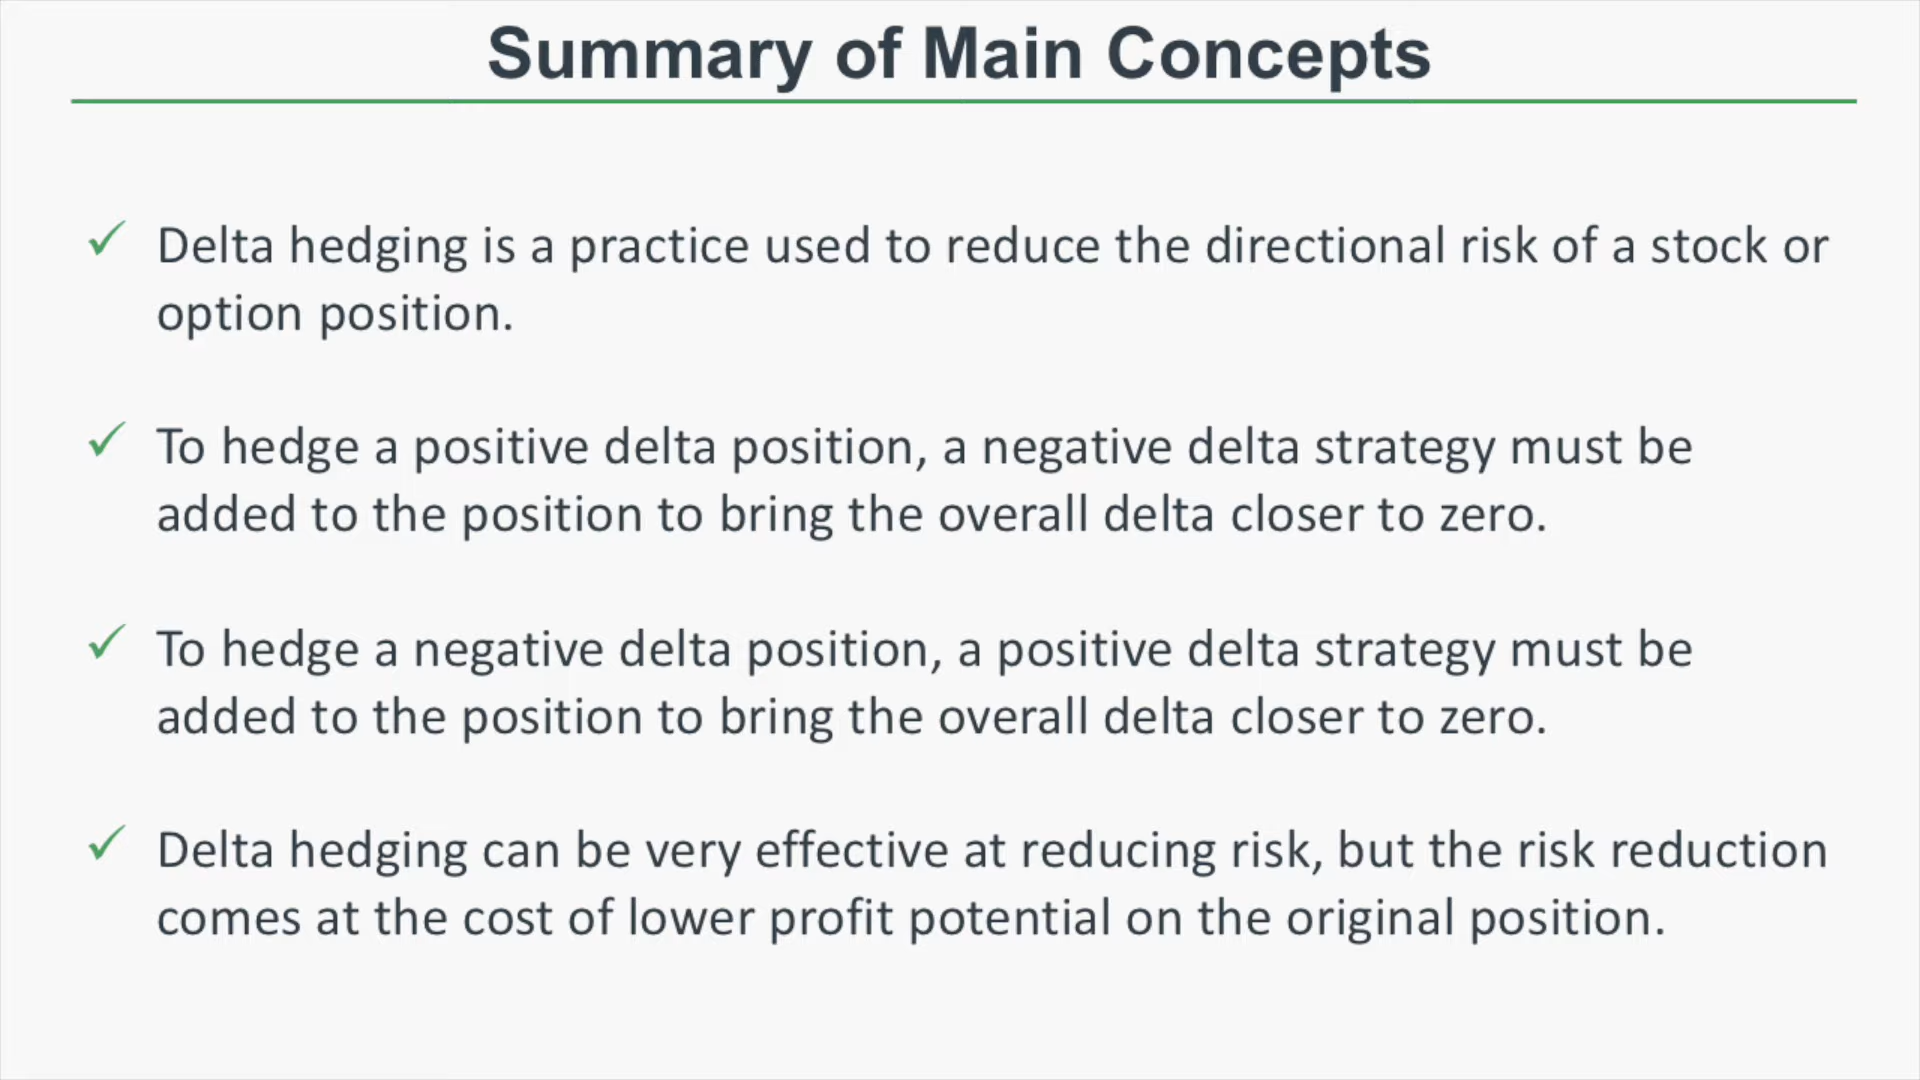 Summary of Main Concepts
✓ Delta hedging is a practice used to reduce the directional risk of a stock or
option position.
✓ To hedge a positive delta position, a negative delta strategy must be
added to the position to bring the overall delta closer to zero.
✓ To hedge a negative delta position, a positive delta strategy must be
added to the position to bring the overall delta closer to zero.
✓ Delta hedging can be very effective at reducing risk, but the risk reduction
comes at the cost of lower profit potential on the original position.